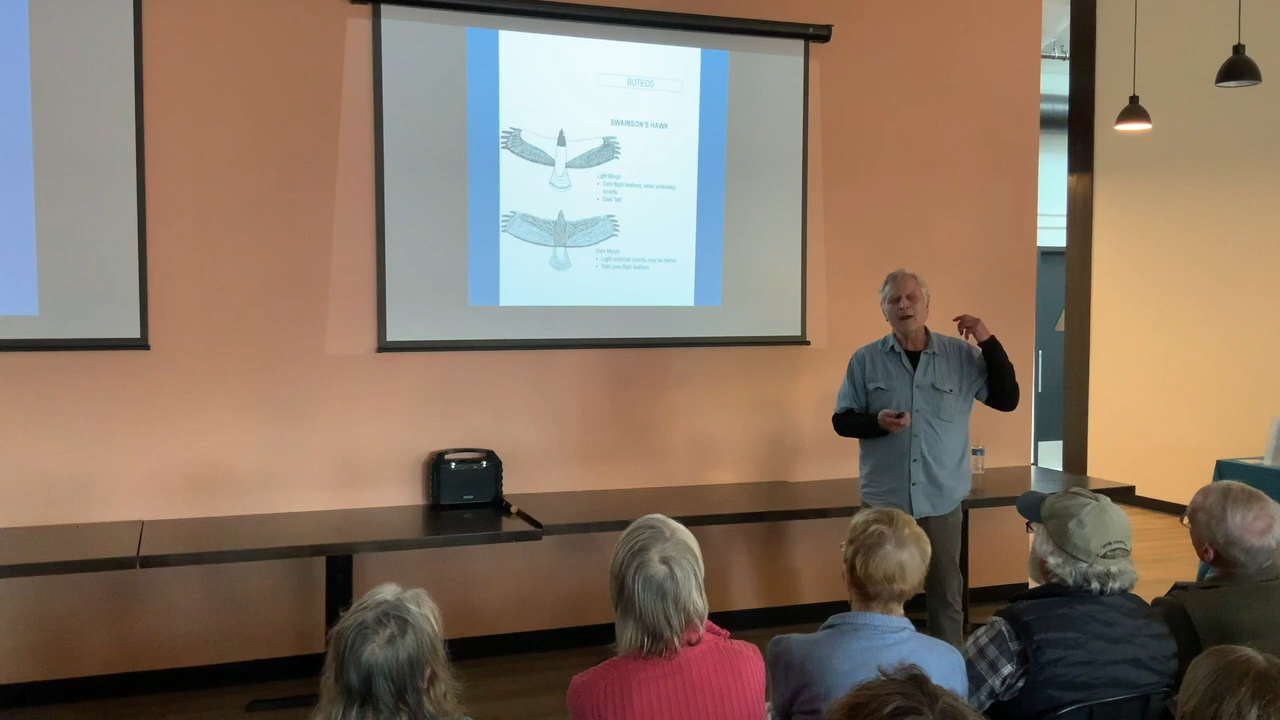 BUTEOS
SWAINSON'S HAWK
Light Morph
• Dark flight feathers, white underwing
coverts
• Dark "bib"
Dark Morph
• Light undertail coverts, may be barred
• Dark gray flight feathers